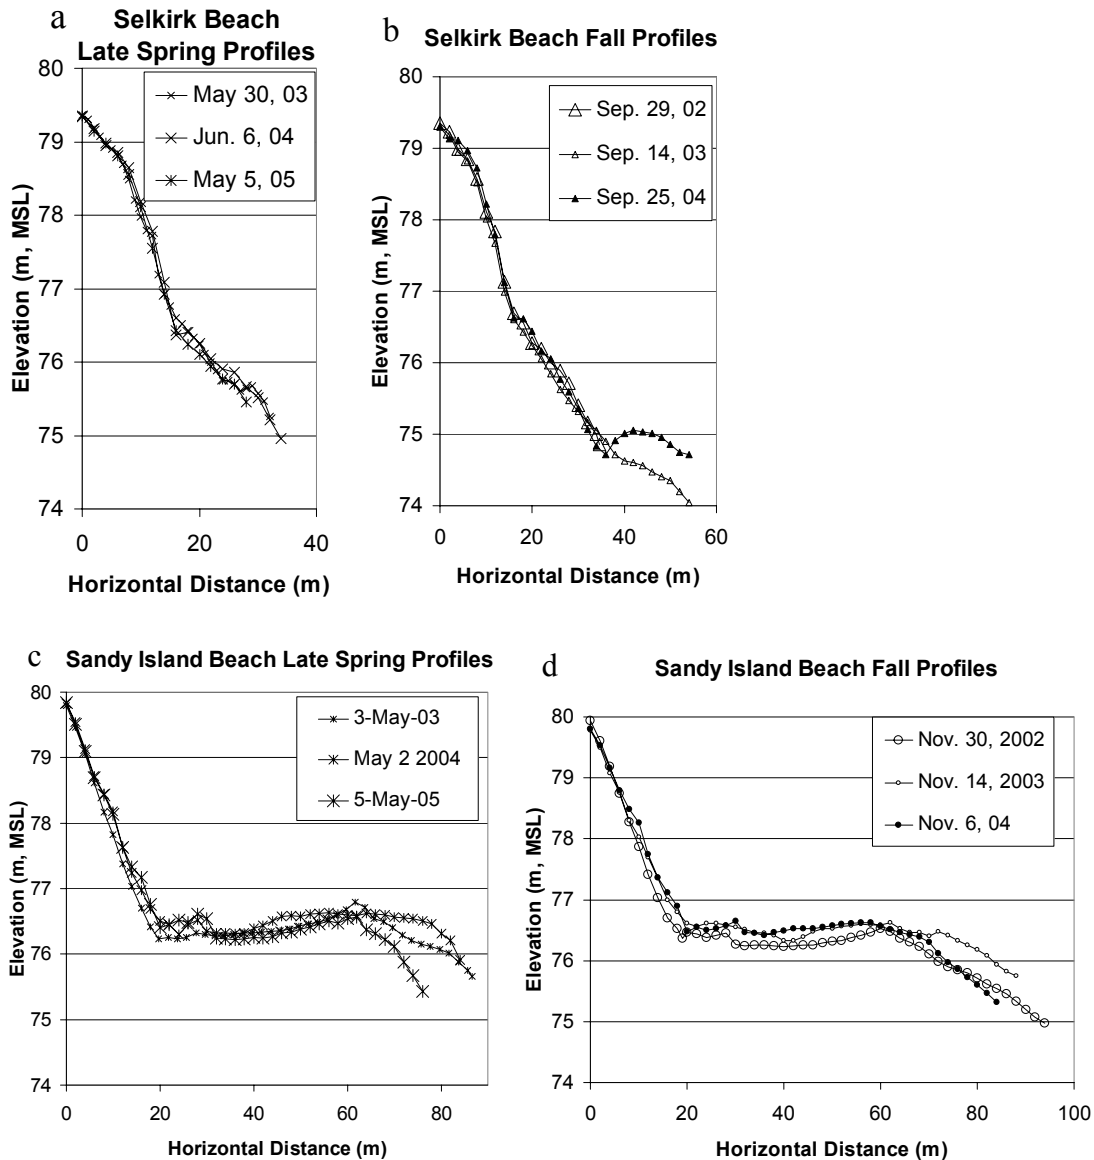 a
Selkirk Beach
Late Spring Profiles
80
79
78
77
76
75
74
Elevation (m, MSL)
May 30, 03
Jun. 6, 04
May 5, 05
0
20
40
Horizontal Distance (m)
b
Selkirk Beach Fall Profiles
80
79
78
77
76
75
74
Elevation (m, MSL)
Sep. 29, 02
Sep. 14, 03
Sep. 25, 04
0
20
40
60
Horizontal Distance (m)
c
Sandy Island Beach Late Spring Profiles
80
79
78
77
76
75
74
Elevation (m, MSL)
3-May-03
May 2 2004
5-May-05
0
20
40
60
80
Horizontal Distance (m)
d
Sandy Island Beach Fall Profiles
80
79
78
77
76
75
74
Elevation (m, MSL)
Nov. 30, 2002
Nov. 14, 2003
Nov. 6, 04
0
20
40
60
80
100
Horizontal Distance (m)